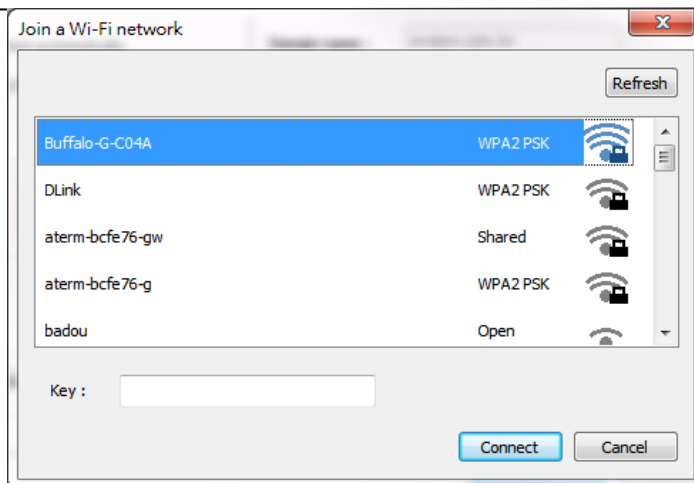 Join a Wi-Fi network
Refresh
Buffalo-G-C04A WPA2 PSK
DLink WPA2 PSK
aterm-bcfe76-gw Shared
aterm-bcfe76-g WPA2 PSK
badou Open
Key :
Connect Cancel